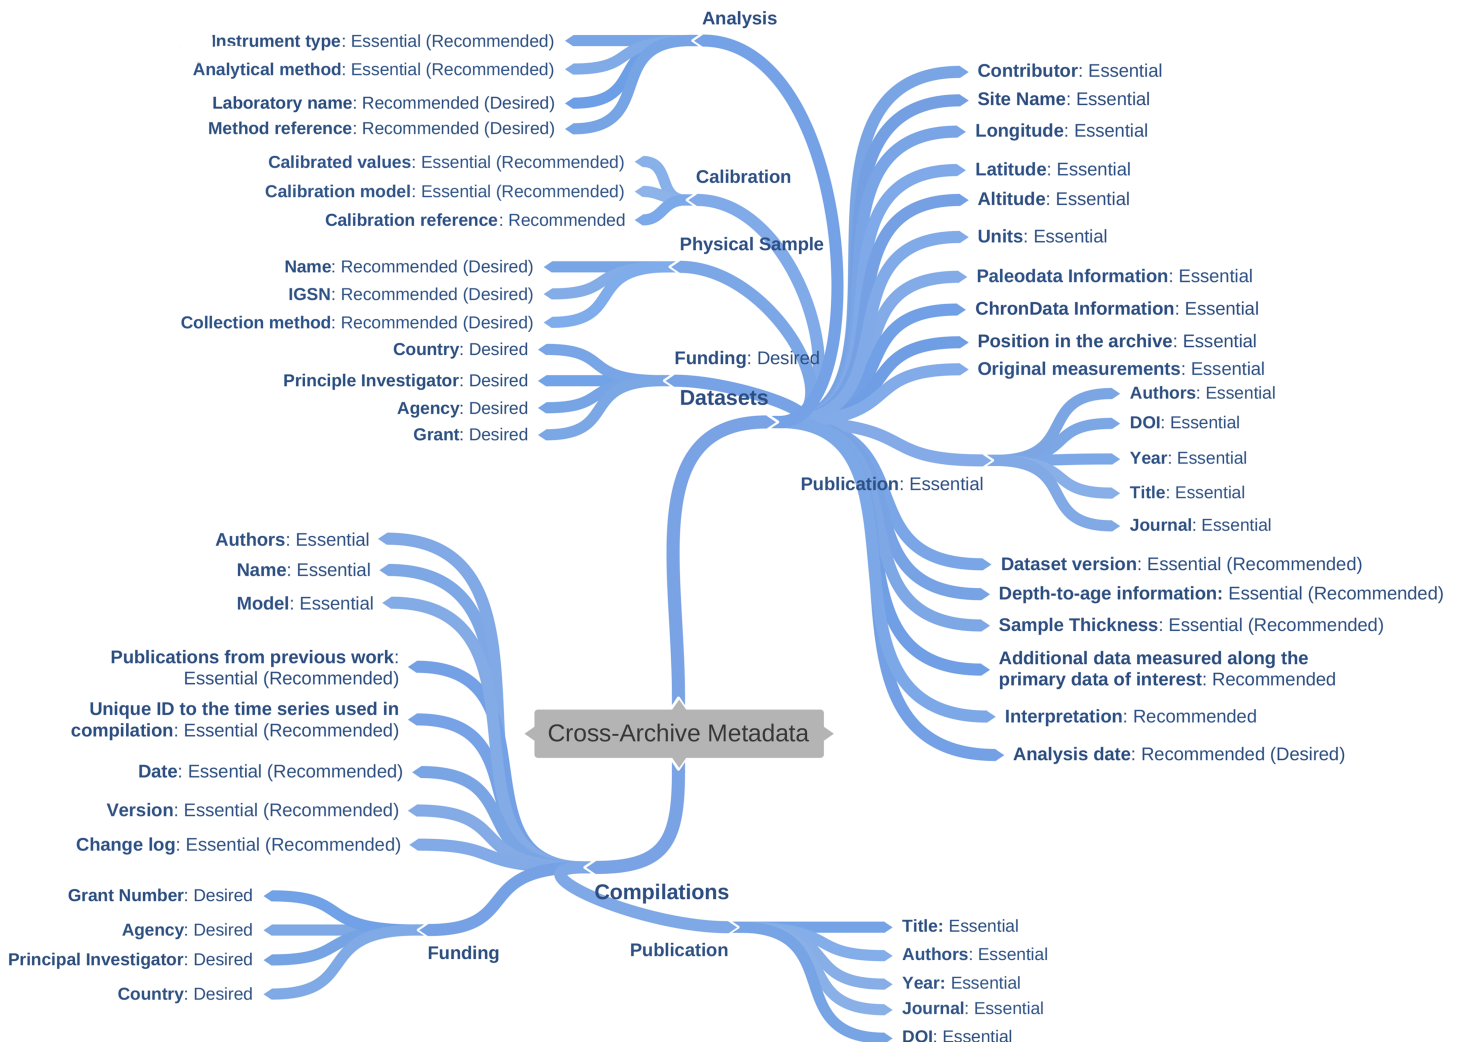 Analysis
Instrument type: Essential (Recommended)
Analytical method: Essential (Recommended)
Laboratory name: Recommended (Desired)
Method reference: Recommended (Desired)
Calibration
Calibrated values: Essential (Recommended)
Calibration model: Essential (Recommended)
Calibration reference: Recommended
Physical Sample
Name: Recommended (Desired)
IGSN: Recommended (Desired)
Collection method: Recommended (Desired)
Funding: Desired
Country: Desired
Principle Investigator: Desired
Agency: Desired
Grant: Desired
Datasets
Contributor: Essential
Site Name: Essential
Longitude: Essential
Latitude: Essential
Altitude: Essential
Units: Essential
Paleodata Information: Essential
ChronData Information: Essential
Position in the archive: Essential
Original measurements: Essential
Publication: Essential
Authors: Essential
DOI: Essential
Year: Essential
Title: Essential
Journal: Essential
Dataset version: Essential (Recommended)
Depth-to-age information: Essential (Recommended)
Sample Thickness: Essential (Recommended)
Additional data measured along the
primary data of interest: Recommended
Interpretation: Recommended
Analysis date: Recommended (Desired)
Cross-Archive Metadata
Authors: Essential
Name: Essential
Model: Essential
Publications from previous work:
Essential (Recommended)
Unique ID to the time series used in
compilation: Essential (Recommended)
Date: Essential (Recommended)
Version: Essential (Recommended)
Change log: Essential (Recommended)
Compilations
Funding
Grant Number: Desired
Agency: Desired
Principal Investigator: Desired
Country: Desired
Publication
Title: Essential
Authors: Essential
Year: Essential
Journal: Essential
DOI: Essential